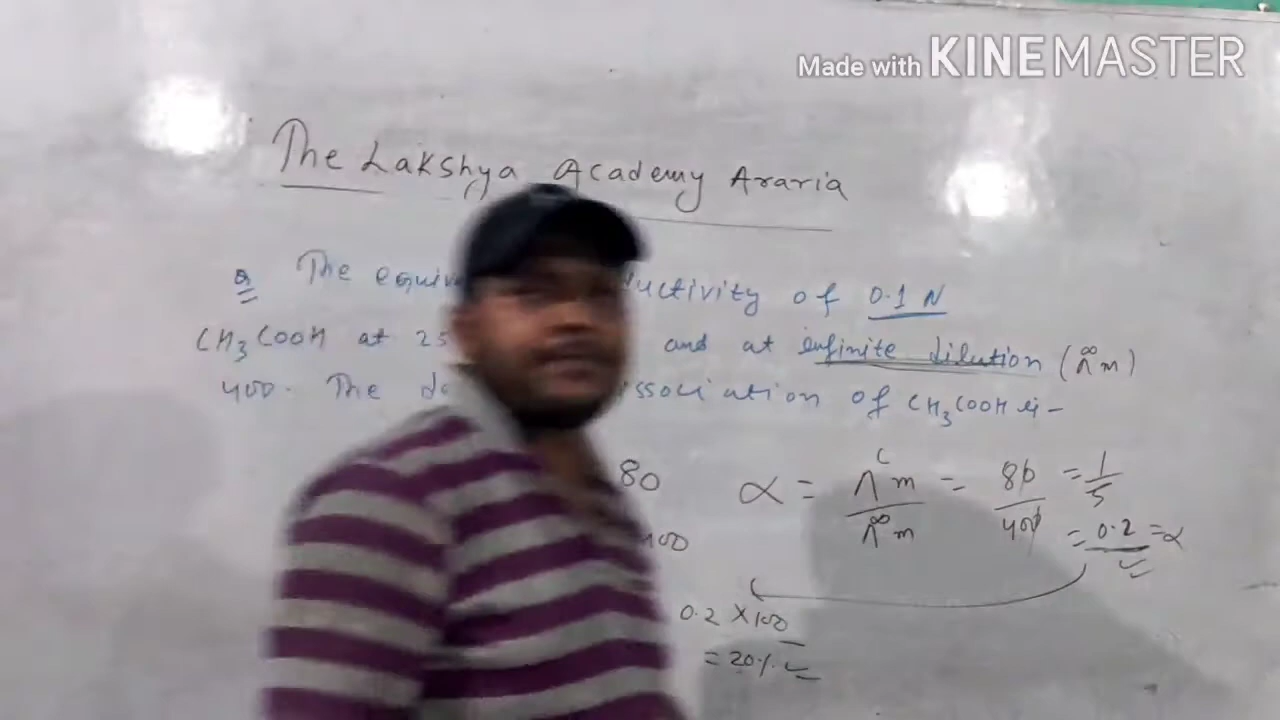 Made with KINEMASTER
The Lakshya Academy Araria
Q The equiv uctivity of 0.1 N
CH3COOH at 25 and at infinite dilution (Λ∞m)
400. The de ssociation of CH3COOH is-
80 α = Λcm / Λ∞m = 80/400 = 1/5
400 = 0.2 = α
0.2 × 100
= 20%